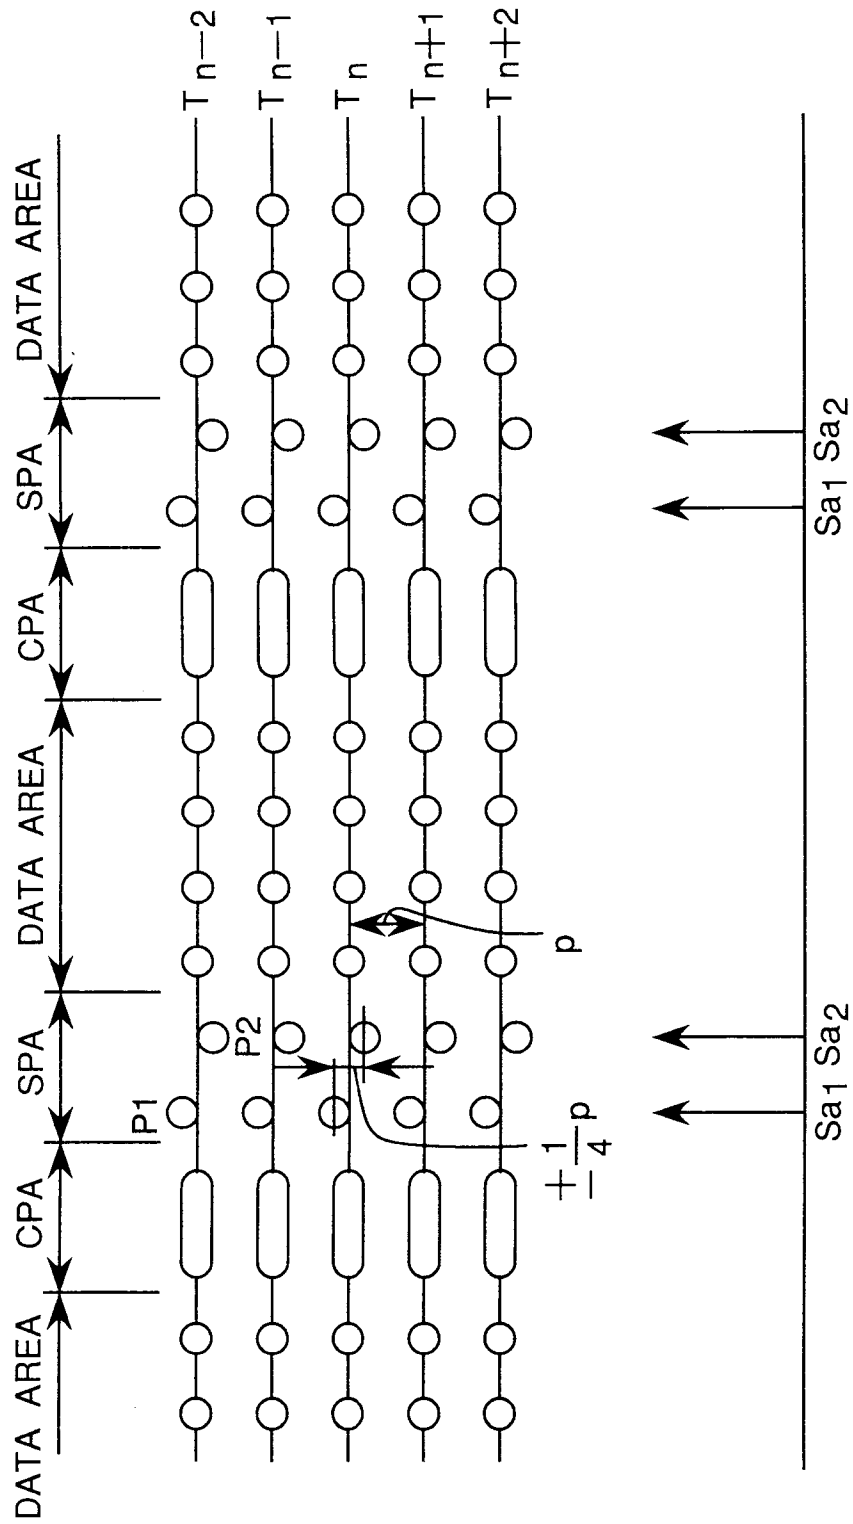 DATA AREA CPA SPA DATA AREA CPA SPA DATA AREA
P1
P2
T n−2
T n−1
T n
T n+1
T n+2
± 1/4 p
p
Sa1 Sa2 Sa1 Sa2